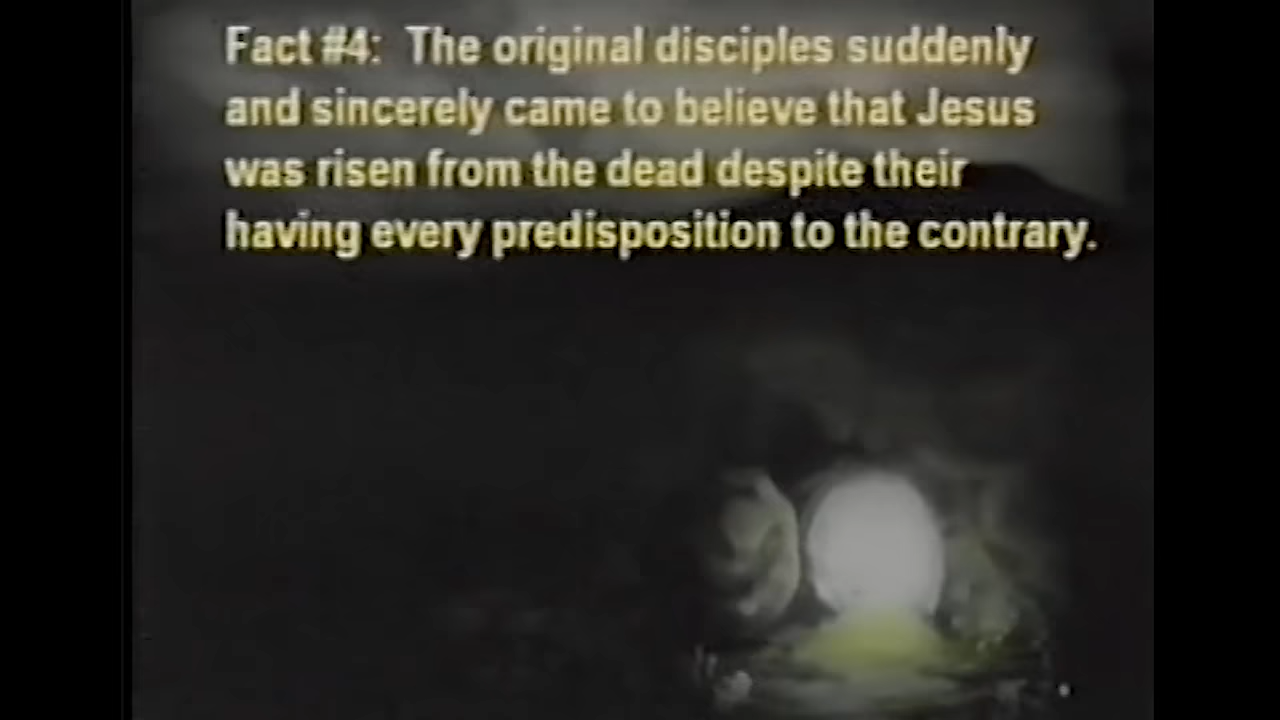 Fact #4: The original disciples suddenly
and sincerely came to believe that Jesus
was risen from the dead despite their
having every predisposition to the contrary.